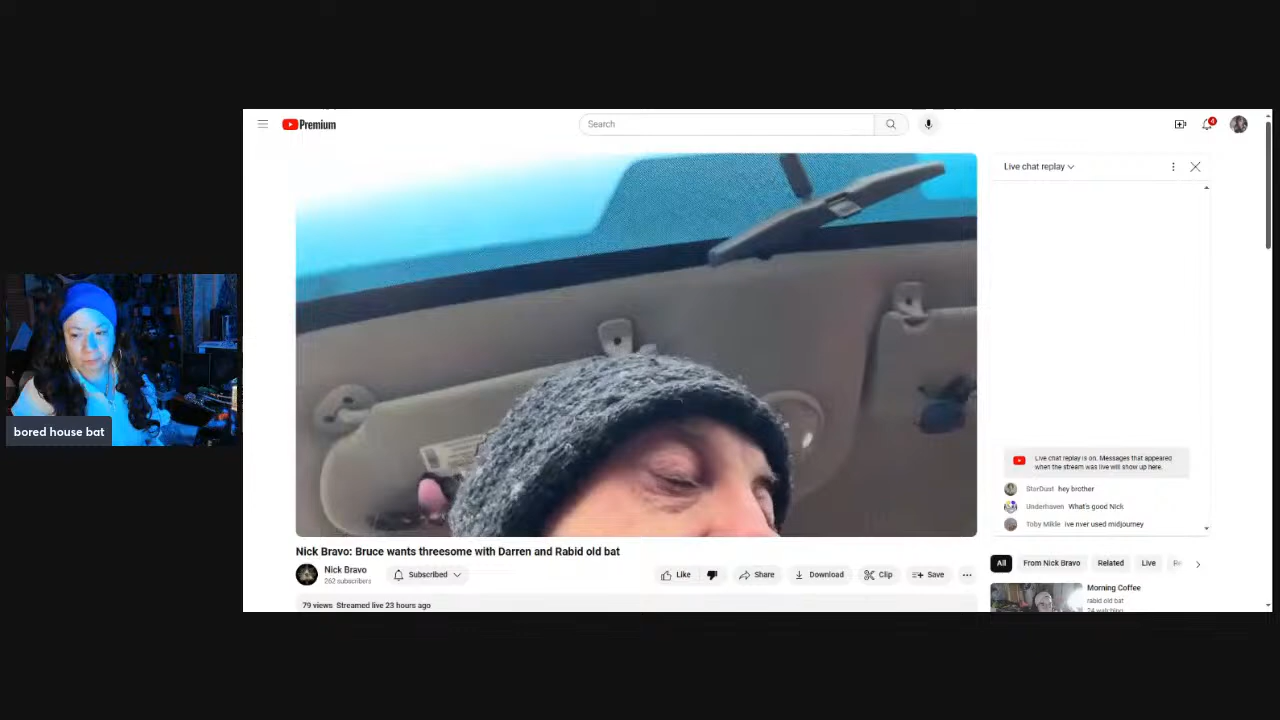 Premium
Search
4
Live chat replay
Live chat replay is on. Messages that appeared
when the stream was live will show up here.
StarDust hey brother
Underhaven What's good Nick
Toby Mikle ive nver used midjourney
bored house bat
Nick Bravo: Bruce wants threesome with Darren and Rabid old bat
Nick Bravo
262 subscribers
Subscribed
Like
Share
Download
Clip
Save
79 views Streamed live 23 hours ago
All
From Nick Bravo
Related
Live
Morning Coffee
rabid old bat
24 watching